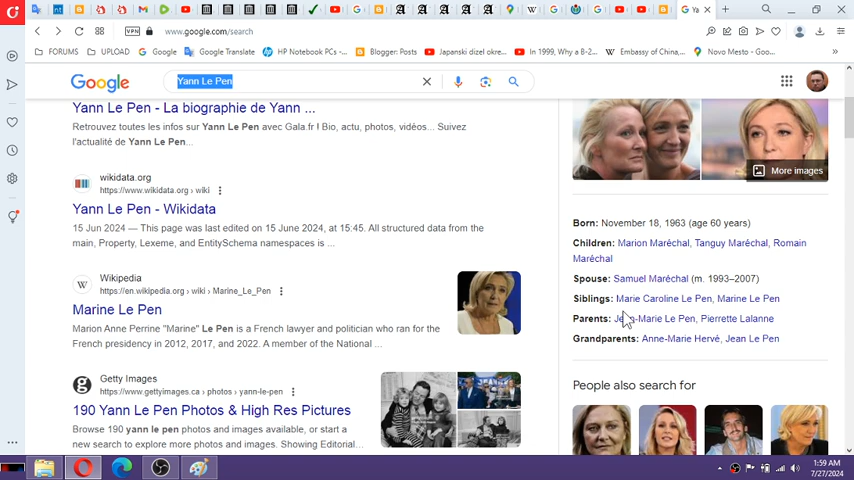 VPN
google.com/search
FORUMS
UPLOAD
Google
Google Translate
HP Notebook PCs -...
Blogger: Posts
Japanski dizel okre...
In 1999, Why a B-2...
Embassy of China,...
Novo Mesto - Goo...
Google
Yann Le Pen
Yann Le Pen - La biographie de Yann ...
Retrouvez toutes les infos sur Yann Le Pen avec Gala.fr ! Bio, actu, photos, vidéos... Suivez
l'actualité de Yann Le Pen...
wikidata.org
https://www.wikidata.org › wiki
Yann Le Pen - Wikidata
15 Jun 2024 — This page was last edited on 15 June 2024, at 15:45. All structured data from the
main, Property, Lexeme, and EntitySchema namespaces is ...
Wikipedia
https://en.wikipedia.org › wiki › Marine_Le_Pen
Marine Le Pen
Marion Anne Perrine "Marine" Le Pen is a French lawyer and politician who ran for the
French presidency in 2012, 2017, and 2022. A member of the National ...
Getty Images
https://www.gettyimages.ca › photos › yann-le-pen
190 Yann Le Pen Photos & High Res Pictures
Browse 190 yann le pen photos and images available, or start a
new search to explore more photos and images. Showing Editorial...
More images
Born: November 18, 1963 (age 60 years)
Children: Marion Maréchal, Tanguy Maréchal, Romain
Maréchal
Spouse: Samuel Maréchal (m. 1993–2007)
Siblings: Marie Caroline Le Pen, Marine Le Pen
Parents: Jean-Marie Le Pen, Pierrette Lalanne
Grandparents: Anne-Marie Hervé, Jean Le Pen
People also search for
1:59 AM
7/27/2024